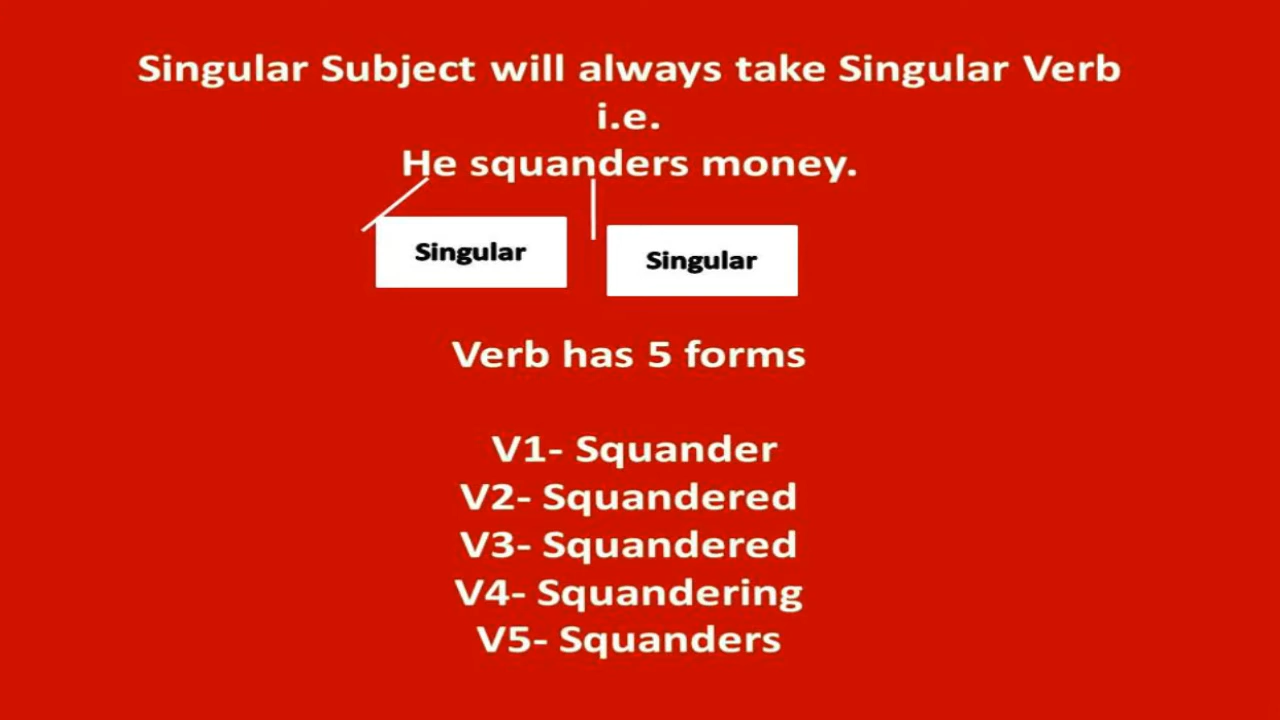 Singular Subject will always take Singular Verb
i.e.
He squanders money.
Singular
Singular
Verb has 5 forms
V1- Squander
V2- Squandered
V3- Squandered
V4- Squandering
V5- Squanders